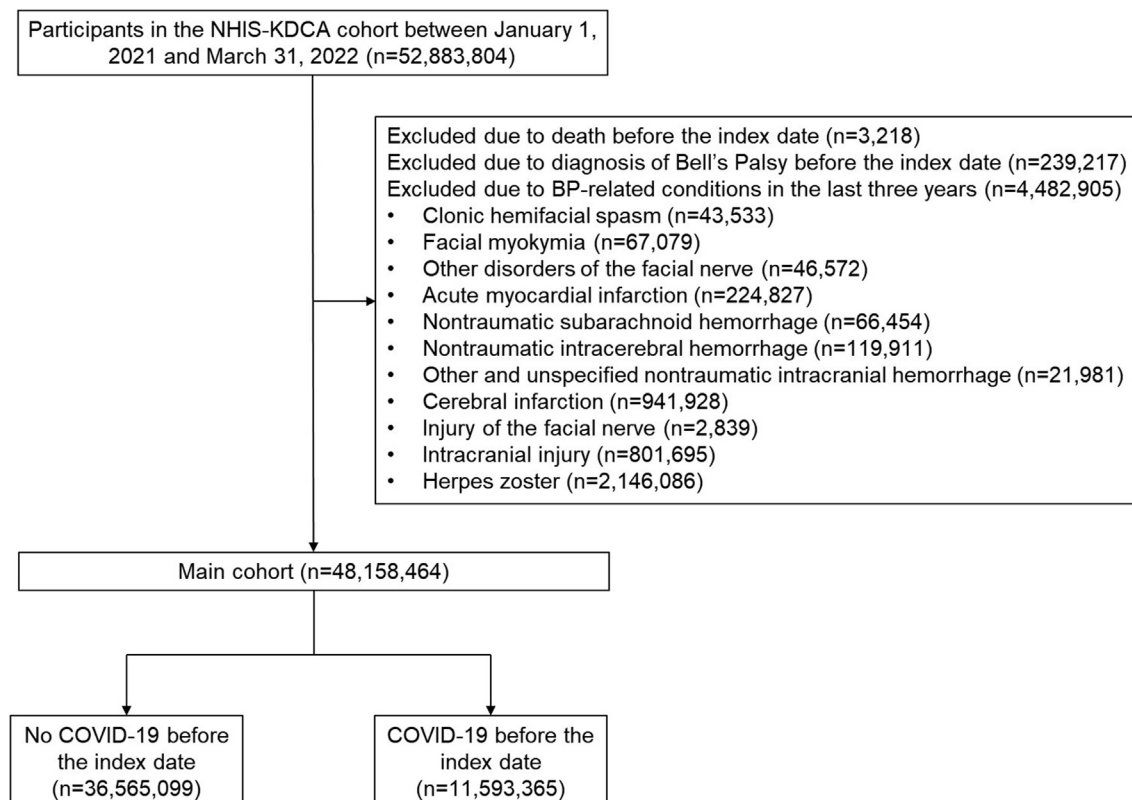 Participants in the NHIS-KDCA cohort between January 1,
2021 and March 31, 2022 (n=52,883,804)
Excluded due to death before the index date (n=3,218)
Excluded due to diagnosis of Bell's Palsy before the index date (n=239,217)
Excluded due to BP-related conditions in the last three years (n=4,482,905)
• Clonic hemifacial spasm (n=43,533)
• Facial myokymia (n=67,079)
• Other disorders of the facial nerve (n=46,572)
• Acute myocardial infarction (n=224,827)
• Nontraumatic subarachnoid hemorrhage (n=66,454)
• Nontraumatic intracerebral hemorrhage (n=119,911)
• Other and unspecified nontraumatic intracranial hemorrhage (n=21,981)
• Cerebral infarction (n=941,928)
• Injury of the facial nerve (n=2,839)
• Intracranial injury (n=801,695)
• Herpes zoster (n=2,146,086)
Main cohort (n=48,158,464)
No COVID-19 before
the index date
(n=36,565,099)
COVID-19 before the
index date
(n=11,593,365)